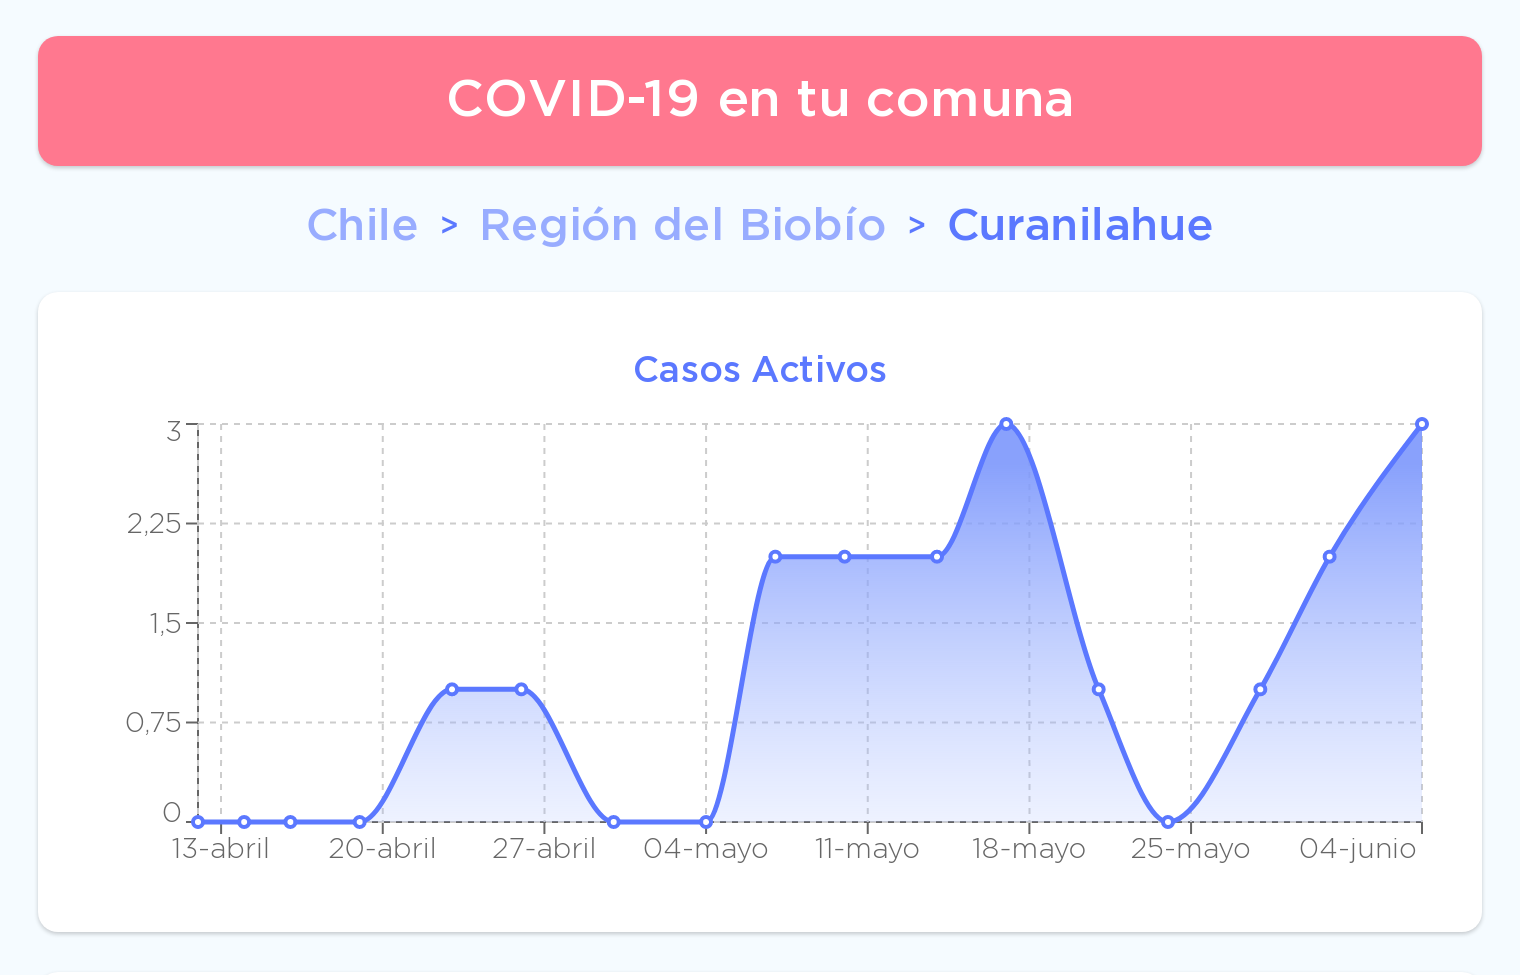 COVID-19 en tu comuna
Chile > Región del Biobío > Curanilahue
Casos Activos
3
2,25
1,5
0,75
0
13-abril 20-abril 27-abril 04-mayo 11-mayo 18-mayo 25-mayo 04-junio